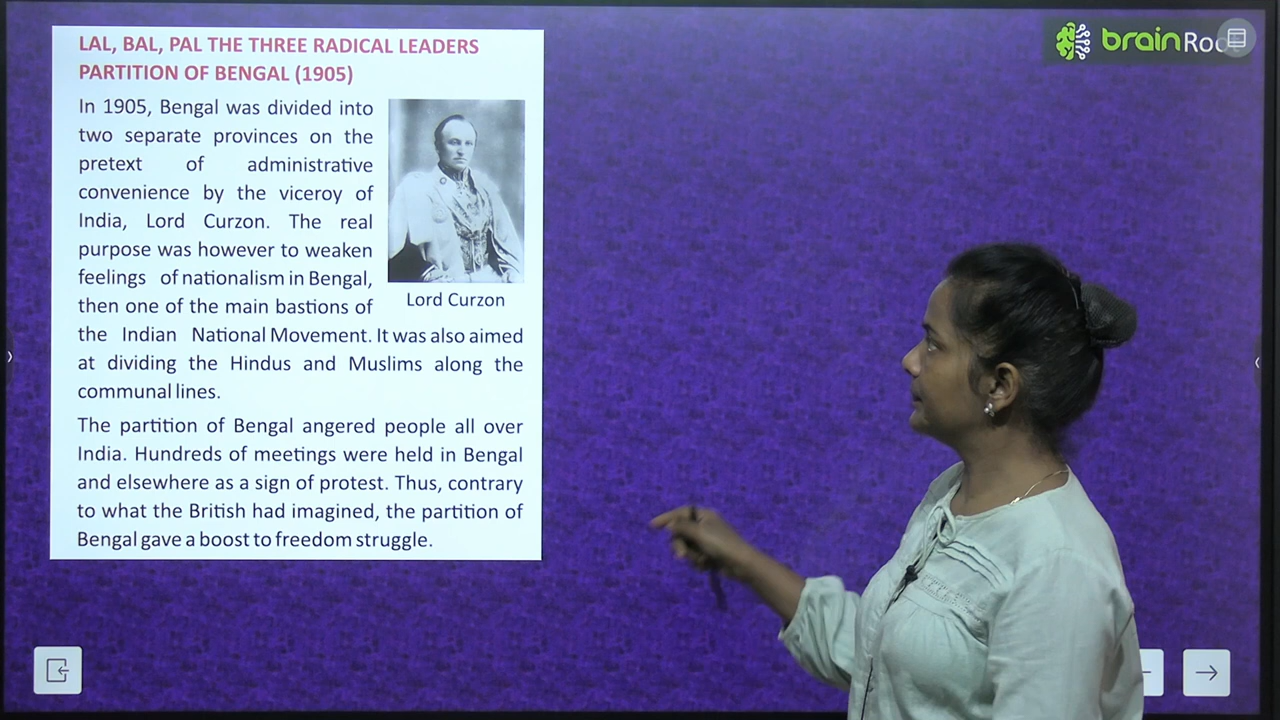 LAL, BAL, PAL THE THREE RADICAL LEADERS
PARTITION OF BENGAL (1905)
In 1905, Bengal was divided into
two separate provinces on the
pretext of administrative
convenience by the viceroy of
India, Lord Curzon. The real
purpose was however to weaken
feelings of nationalism in Bengal,
then one of the main bastions of
the Indian National Movement. It was also aimed
at dividing the Hindus and Muslims along the
communal lines.
Lord Curzon
The partition of Bengal angered people all over
India. Hundreds of meetings were held in Bengal
and elsewhere as a sign of protest. Thus, contrary
to what the British had imagined, the partition of
Bengal gave a boost to freedom struggle.